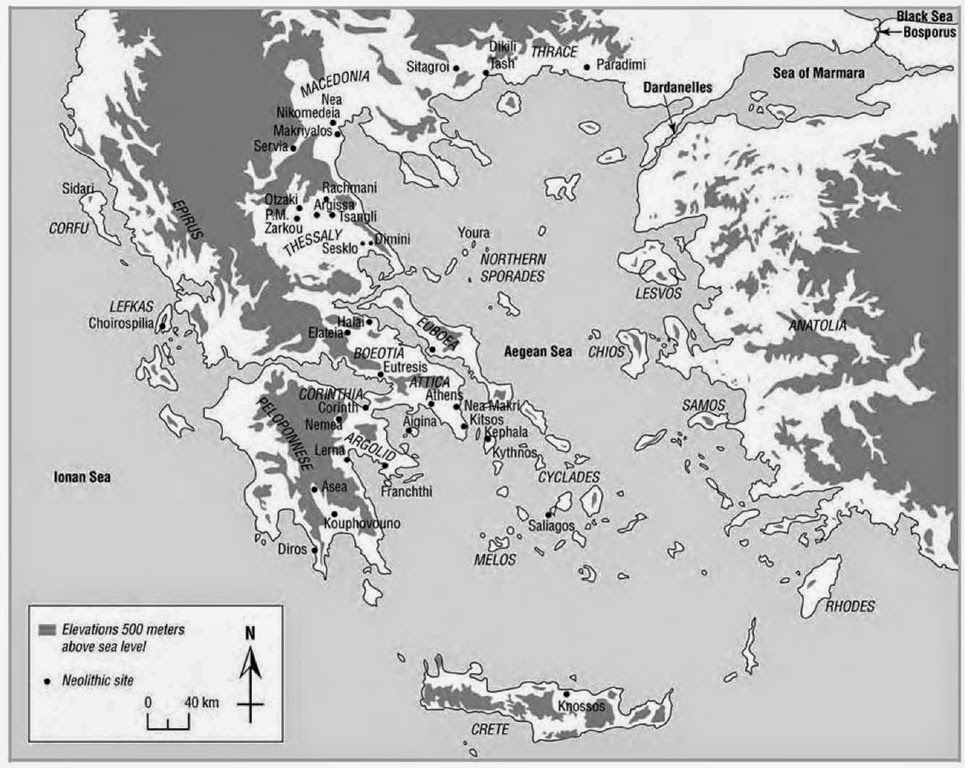 Black Sea
Bosporus
Dikili
Tash
THRACE
Sitagroi
Paradimi
Sea of Marmara
MACEDONIA
Dardanelles
Nea
Nikomedeia
Makriyalos
Servia
Sidari
CORFU
EPIRUS
Rachmani
Otzaki
Argissa
P.M.
Zarkou
Tsangli
THESSALY
Sesklo
Dimini
Youra
NORTHERN
SPORADES
LESVOS
LEFKAS
Choirospilia
Halai
Elateia
EUBOEA
BOEOTIA
Eutresis
Aegean Sea
CHIOS
ANATOLIA
ATTICA
Athens
CORINTHIA
Corinth
Nea Makri
Nemea
Aigina
Kitsos
Kephala
Kythnos
SAMOS
PELOPONNESE
ARGOLID
Lerna
Franchthi
Ionan Sea
CYCLADES
Asea
Kouphovouno
Saliagos
Diros
MELOS
RHODES
Elevations 500 meters
above sea level
N
Neolithic site
0 40 km
Knossos
CRETE